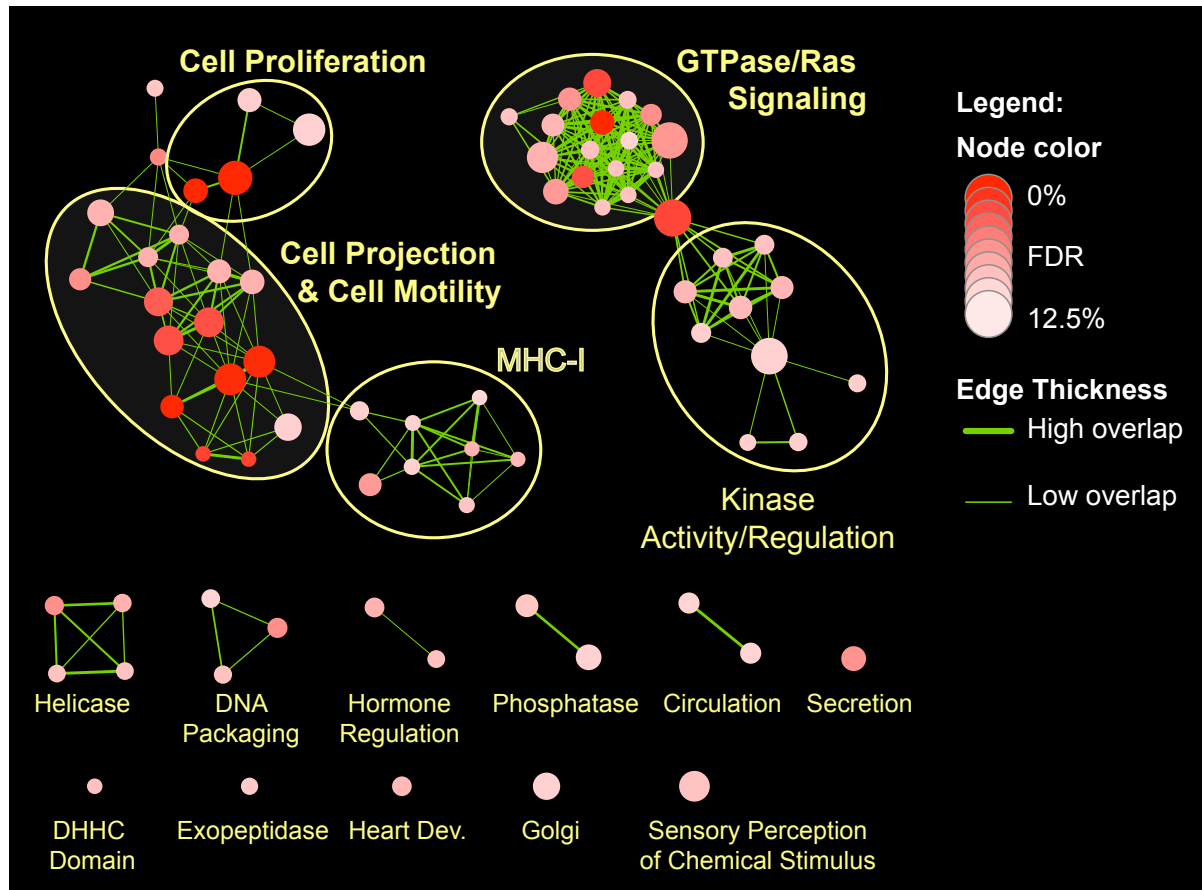 Cell Proliferation
GTPase/Ras
Signaling
Cell Projection
& Cell Motility
MHC-I
Kinase
Activity/Regulation
Legend:
Node color
0%
FDR
12.5%
Edge Thickness
High overlap
Low overlap
Helicase
DNA
Packaging
Hormone
Regulation
Phosphatase
Circulation
Secretion
DHHC
Domain
Exopeptidase
Heart Dev.
Golgi
Sensory Perception
of Chemical Stimulus